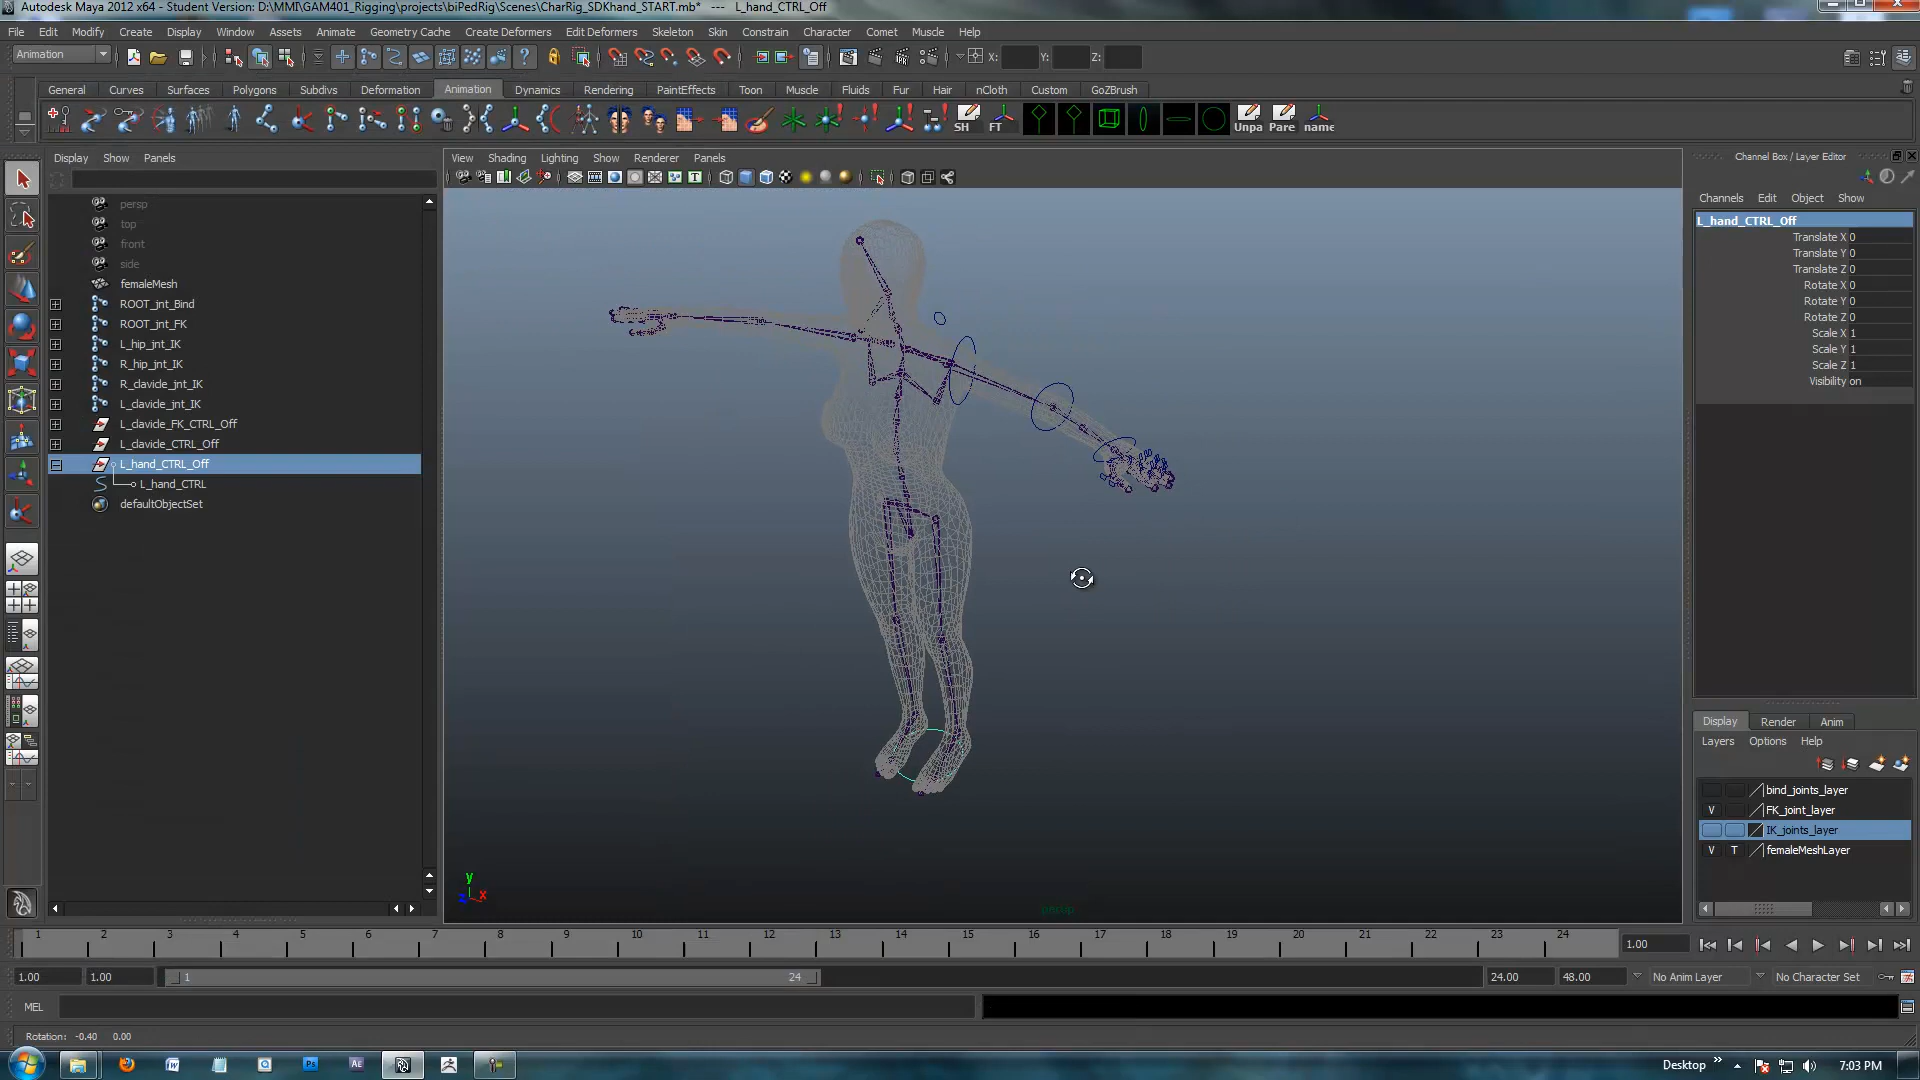 Autodesk Maya 2012 x64 - Student Version: D:\MMI\GAM401_Rigging\projects\biPedRig\Scenes\CharRig_SDKhand_START.mb* --- L_hand_CTRL_Off
File Edit Modify Create Display Window Assets Animate Geometry Cache Create Deformers Edit Deformers Skeleton Skin Constrain Character Comet Muscle Help
Animation X: Y: Z:
General Curves Surfaces Polygons Subdivs Deformation Animation Dynamics Rendering PaintEffects Toon Muscle Fluids Fur Hair nCloth Custom GoZBrush
SH FT Unpa Pare name
Display Show Panels
View Shading Lighting Show Renderer Panels
Channel Box / Layer Editor
Channels Edit Object Show
L_hand_CTRL_Off
Translate X 0
Translate Y 0
Translate Z 0
Rotate X 0
Rotate Y 0
Rotate Z 0
Scale X 1
Scale Y 1
Scale Z 1
Visibility on
persp
top
front
side
femaleMesh
ROOT_jnt_Bind
ROOT_jnt_FK
L_hip_jnt_IK
R_hip_jnt_IK
R_clavicle_jnt_IK
L_clavicle_jnt_IK
L_clavicle_FK_CTRL_Off
L_clavicle_CTRL_Off
L_hand_CTRL_Off
L_hand_CTRL
defaultObjectSet
y
x
z
persp
Display Render Anim
Layers Options Help
bind_joints_layer
V FK_joint_layer
IK_joints_layer
V T femaleMeshLayer
1 2 3 4 5 6 7 8 9 10 11 12 13 14 15 16 17 18 19 20 21 22 23 24 1.00
1.00 1.00 1 24 24.00 48.00 No Anim Layer No Character Set
MEL
Rotation: -0.40 0.00
W Ps Ae Desktop » 7:03 PM